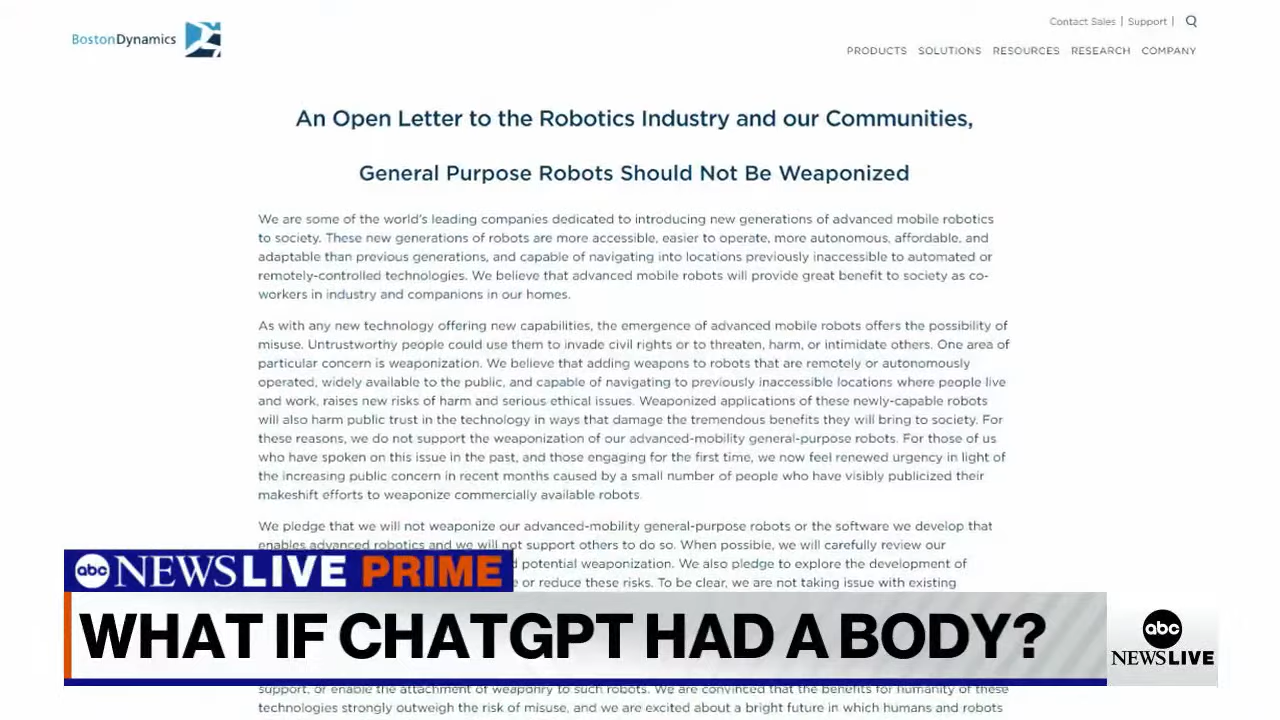 BostonDynamics
Contact Sales | Support |
PRODUCTS SOLUTIONS RESOURCES RESEARCH COMPANY
An Open Letter to the Robotics Industry and our Communities,
General Purpose Robots Should Not Be Weaponized
We are some of the world's leading companies dedicated to introducing new generations of advanced mobile robotics
to society. These new generations of robots are more accessible, easier to operate, more autonomous, affordable, and
adaptable than previous generations, and capable of navigating into locations previously inaccessible to automated or
remotely-controlled technologies. We believe that advanced mobile robots will provide great benefit to society as co-
workers in industry and companions in our homes.
As with any new technology offering new capabilities, the emergence of advanced mobile robots offers the possibility of
misuse. Untrustworthy people could use them to invade civil rights or to threaten, harm, or intimidate others. One area of
particular concern is weaponization. We believe that adding weapons to robots that are remotely or autonomously
operated, widely available to the public, and capable of navigating to previously inaccessible locations where people live
and work, raises new risks of harm and serious ethical issues. Weaponized applications of these newly-capable robots
will also harm public trust in the technology in ways that damage the tremendous benefits they will bring to society. For
these reasons, we do not support the weaponization of our advanced-mobility general-purpose robots. For those of us
who have spoken on this issue in the past, and those engaging for the first time, we now feel renewed urgency in light of
the increasing public concern in recent months caused by a small number of people who have visibly publicized their
makeshift efforts to weaponize commercially available robots.
We pledge that we will not weaponize our advanced-mobility general-purpose robots or the software we develop that
enables advanced robotics and we will not support others to do so. When possible, we will carefully review our
potential weaponization. We also pledge to explore the development of
or reduce these risks. To be clear, we are not taking issue with existing
abc NEWS LIVE PRIME
WHAT IF CHATGPT HAD A BODY?
abc
NEWS LIVE
support, or enable the attachment of weaponry to such robots. We are convinced that the benefits for humanity of these
technologies strongly outweigh the risk of misuse, and we are excited about a bright future in which humans and robots